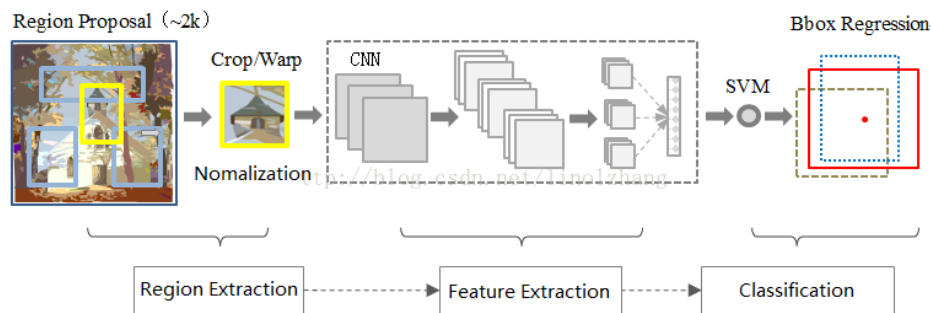 Region Proposal（~2k）
Crop/Warp
Nomalization
CNN
SVM
Bbox Regression
ttp://blog.csdn.net/linolzhang
Region Extraction
Feature Extraction
Classification